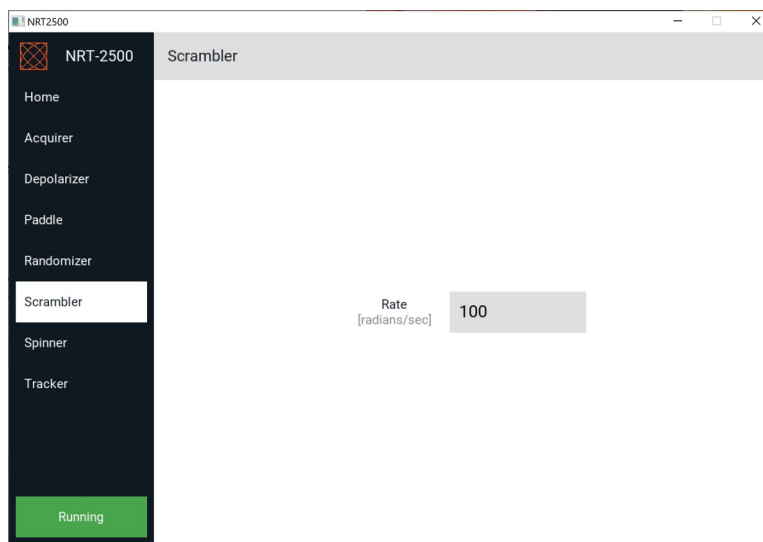 NRT2500
NRT-2500
Scrambler
Home
Acquirer
Depolarizer
Paddle
Randomizer
Scrambler
Spinner
Tracker
Running
Rate
[radians/sec]
100